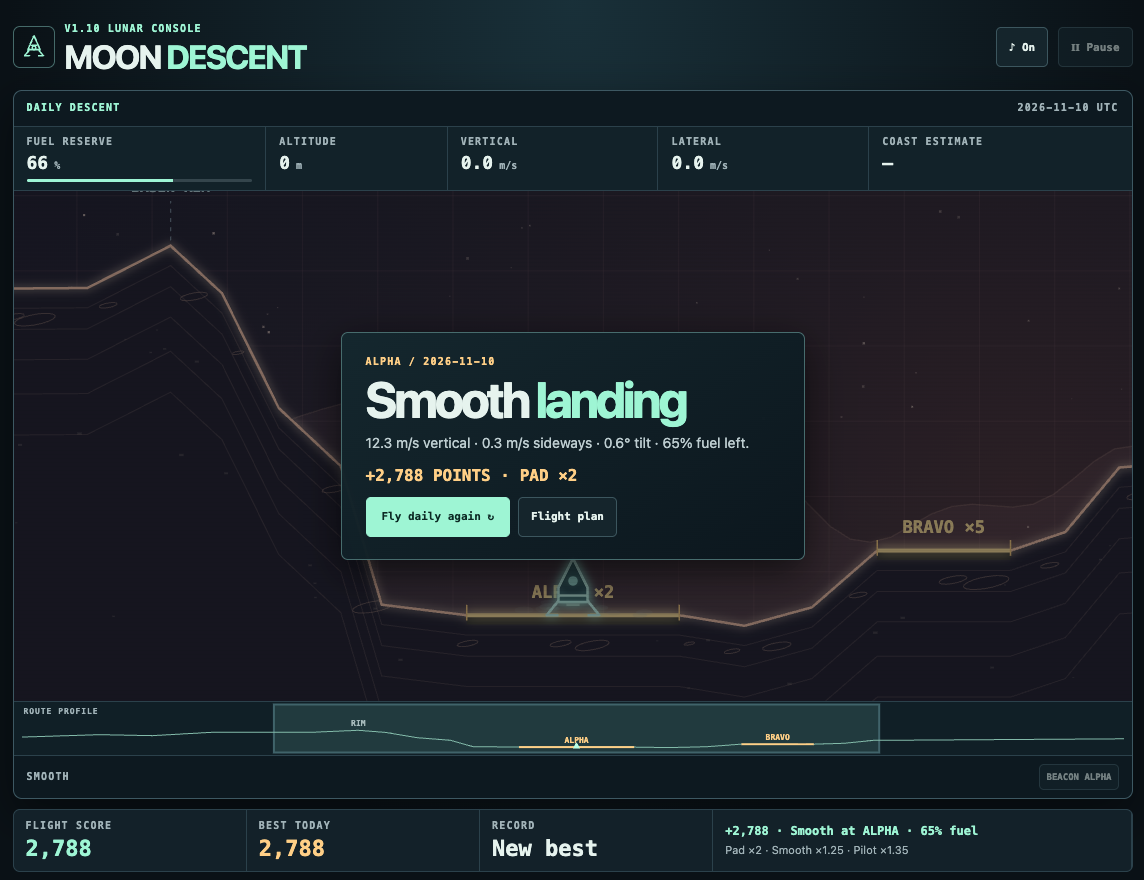 V1.10 LUNAR CONSOLE
MOON DESCENT
♪ On
II Pause
DAILY DESCENT
2026-11-10 UTC
FUEL RESERVE
66 %
ALTITUDE
0 m
VERTICAL
0.0 m/s
LATERAL
0.0 m/s
COAST ESTIMATE
—
ALPHA / 2026-11-10
Smooth landing
12.3 m/s vertical · 0.3 m/s sideways · 0.6° tilt · 65% fuel left.
+2,788 POINTS · PAD ×2
Fly daily again ↻
Flight plan
BRAVO ×5
×2
ROUTE PROFILE
RIM
ALPHA
BRAVO
SMOOTH
BEACON ALPHA
FLIGHT SCORE
2,788
BEST TODAY
2,788
RECORD
New best
+2,788 · Smooth at ALPHA · 65% fuel
Pad ×2 · Smooth ×1.25 · Pilot ×1.35